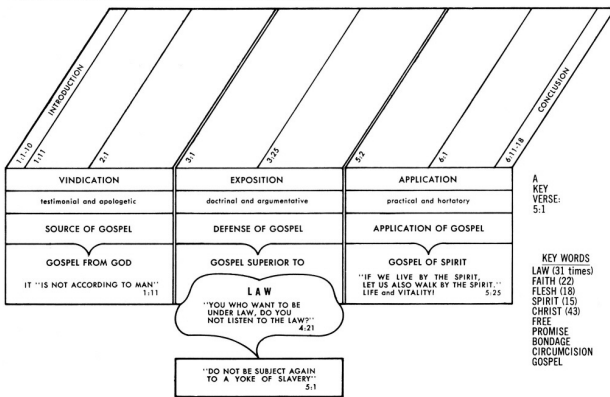 INTRODUCTION
CONCLUSION
1:1-10
1:11
2:1
3:1
3:25
5:2
6:1
6:11-18
VINDICATION
EXPOSITION
APPLICATION
testimonial and apologetic
doctrinal and argumentative
practical and hortatory
SOURCE OF GOSPEL
DEFENSE OF GOSPEL
APPLICATION OF GOSPEL
GOSPEL FROM GOD
IT "IS NOT ACCORDING TO MAN"
1:11
GOSPEL SUPERIOR TO
LAW
"YOU WHO WANT TO BE
UNDER LAW, DO YOU
NOT LISTEN TO THE LAW?"
4:21
"DO NOT BE SUBJECT AGAIN
TO A YOKE OF SLAVERY"
5:1
GOSPEL OF SPIRIT
"IF WE LIVE BY THE SPIRIT,
LET US ALSO WALK BY THE SPIRIT."
LIFE and VITALITY! 5:25
A
KEY
VERSE:
5:1
KEY WORDS
LAW (31 times)
FAITH (22)
FLESH (18)
SPIRIT (15)
CHRIST (43)
FREE
PROMISE
BONDAGE
CIRCUMCISION
GOSPEL